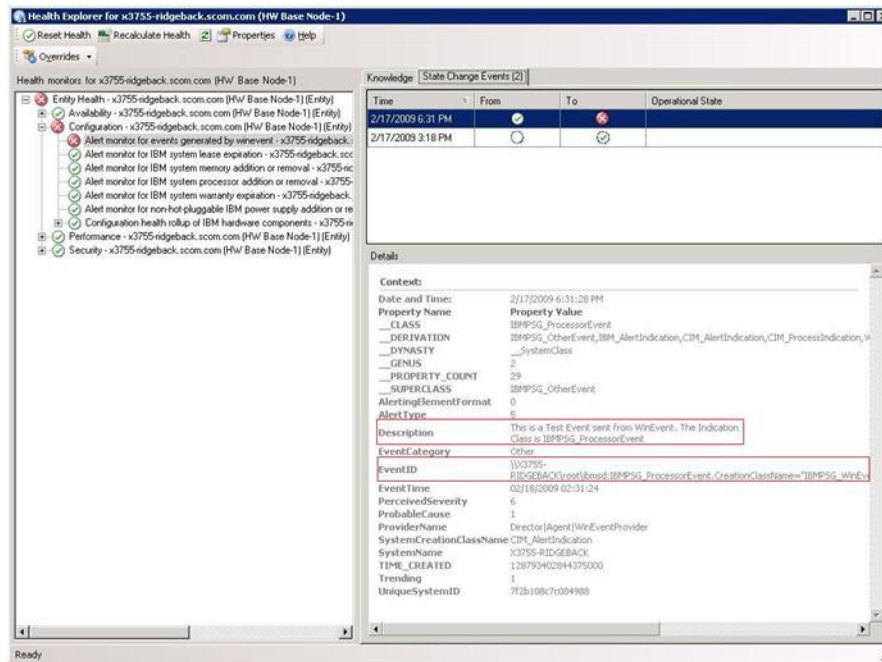 Health Explorer for x3755-ridgeback.scom.com (HW Base Node-1)
Reset Health Recalculate Health Properties Help
Overrides
Health monitors for x3755-ridgeback.scom.com (HW Base Node-1)
Entity Health - x3755-ridgeback.scom.com (HW Base Node-1) (Entity)
Availability - x3755-ridgeback.scom.com (HW Base Node-1) (Entity)
Configuration - x3755-ridgeback.scom.com (HW Base Node-1) (Entity)
Alert monitor for events generated by winevent - x3755-ridgeback.
Alert monitor for IBM system lease expiration - x3755-ridgeback.scc
Alert monitor for IBM system memory addition or removal - x3755-ric
Alert monitor for IBM system processor addition or removal - x3755-
Alert monitor for IBM system warranty expiration - x3755-ridgeback.
Alert monitor for non-hot-pluggable IBM power supply addition or re
Configuration health rollup of IBM hardware components - x3755-ri
Performance - x3755-ridgeback.scom.com (HW Base Node-1) (Entity)
Security - x3755-ridgeback.scom.com (HW Base Node-1) (Entity)
Knowledge State Change Events (2)
Time From To Operational State
2/17/2009 6:31 PM
2/17/2009 3:18 PM
Details
Context:
Date and Time: 2/17/2009 6:31:28 PM
Property Name Property Value
__CLASS IBMPSG_ProcessorEvent
__DERIVATION IBMPSG_OtherEvent,IBM_AlertIndication,CIM_AlertIndication,CIM_ProcessIndication,
__DYNASTY __SystemClass
__GENUS 2
__PROPERTY_COUNT 29
__SUPERCLASS IBMPSG_OtherEvent
AlertingElementFormat 0
AlertType 5
Description This is a Test Event sent from WinEvent. The Indication
Class is IBMPSG_ProcessorEvent
EventCategory Other
EventID \\X3755-
RIDGEBACK\root\ibmsd:IBMPSG_ProcessorEvent.CreationClassName="IBMPSG_WinEv
EventTime 02/18/2009 02:31:24
PerceivedSeverity 6
ProbableCause 1
ProviderName Director|Agent|WinEventProvider
SystemCreationClassName CIM_AlertIndication
SystemName X3755-RIDGEBACK
TIME_CREATED 128793402844375000
Trending 1
UniqueSystemID 7f2b108c7c084988
Ready